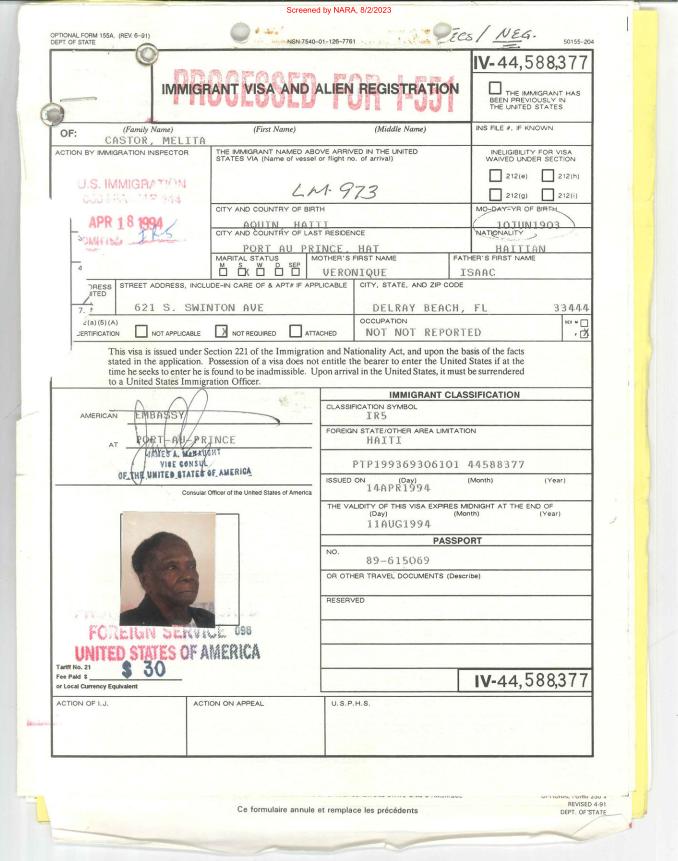 Screened by NARA, 8/2/2023
ics / NEG.
OPTIONAL FORM 155A, (REV. 6-91)
DEPT. OF STATE
NSN 7540-01-126-7761
50155-204
IV-44,588,377
PROCESSED FOR I-551
IMMIGRANT VISA AND ALIEN REGISTRATION
THE IMMIGRANT HAS BEEN PREVIOUSLY IN THE UNITED STATES
OF:
(Family Name) (First Name) (Middle Name)
CASTOR, MELITA
INS FILE #, IF KNOWN
ACTION BY IMMIGRATION INSPECTOR
THE IMMIGRANT NAMED ABOVE ARRIVED IN THE UNITED
STATES VIA (Name of vessel or flight no. of arrival)
LM-973
INELIGIBILITY FOR VISA
WAIVED UNDER SECTION
212(e) 212(h)
212(g) 212(i)
U.S. IMMIGRATION
APR 18 1994
IR5
CITY AND COUNTRY OF BIRTH
AQUIN, HAITI
MO-DAY-YR OF BIRTH
10JUN1903
CITY AND COUNTRY OF LAST RESIDENCE
PORT AU PRINCE, HAT
NATIONALITY
HAITIAN
MARITAL STATUS
M S W D SEP
X
MOTHER'S FIRST NAME
VERONIQUE
FATHER'S FIRST NAME
ISAAC
4
DRESS
ITED
7.
STREET ADDRESS, INCLUDE-IN CARE OF & APT# IF APPLICABLE
621 S. SWINTON AVE
CITY, STATE, AND ZIP CODE
DELRAY BEACH, FL 33444
(a)(5)(A)
CERTIFICATION
NOT APPLICABLE X NOT REQUIRED ATTACHED
OCCUPATION
NOT NOT REPORTED
SEX M
F X
This visa is issued under Section 221 of the Immigration and Nationality Act, and upon the basis of the facts
stated in the application. Possession of a visa does not entitle the bearer to enter the United States if at the
time he seeks to enter he is found to be inadmissible. Upon arrival in the United States, it must be surrendered
to a United States Immigration Officer.
AMERICAN EMBASSY
AT PORT-AU-PRINCE
JAMES A. McNAUGHT
VICE CONSUL
OF THE UNITED STATES OF AMERICA
Consular Officer of the United States of America
IMMIGRANT CLASSIFICATION
CLASSIFICATION SYMBOL
IR5
FOREIGN STATE/OTHER AREA LIMITATION
HAITI
PTP199369306101 44588377
ISSUED ON (Day) (Month) (Year)
14APR1994
THE VALIDITY OF THIS VISA EXPIRES MIDNIGHT AT THE END OF
(Day) (Month) (Year)
11AUG1994
PASSPORT
NO.
89-615069
OR OTHER TRAVEL DOCUMENTS (Describe)
RESERVED
FOREIGN SERVICE 098
UNITED STATES OF AMERICA
Tariff No. 21
Fee Paid $ $ 30
or Local Currency Equivalent
IV-44,588,377
ACTION OF I.J.
ACTION ON APPEAL
U.S.P.H.S.
REVISED 4-91
DEPT. OF STATE
Ce formulaire annule et remplace les précédents